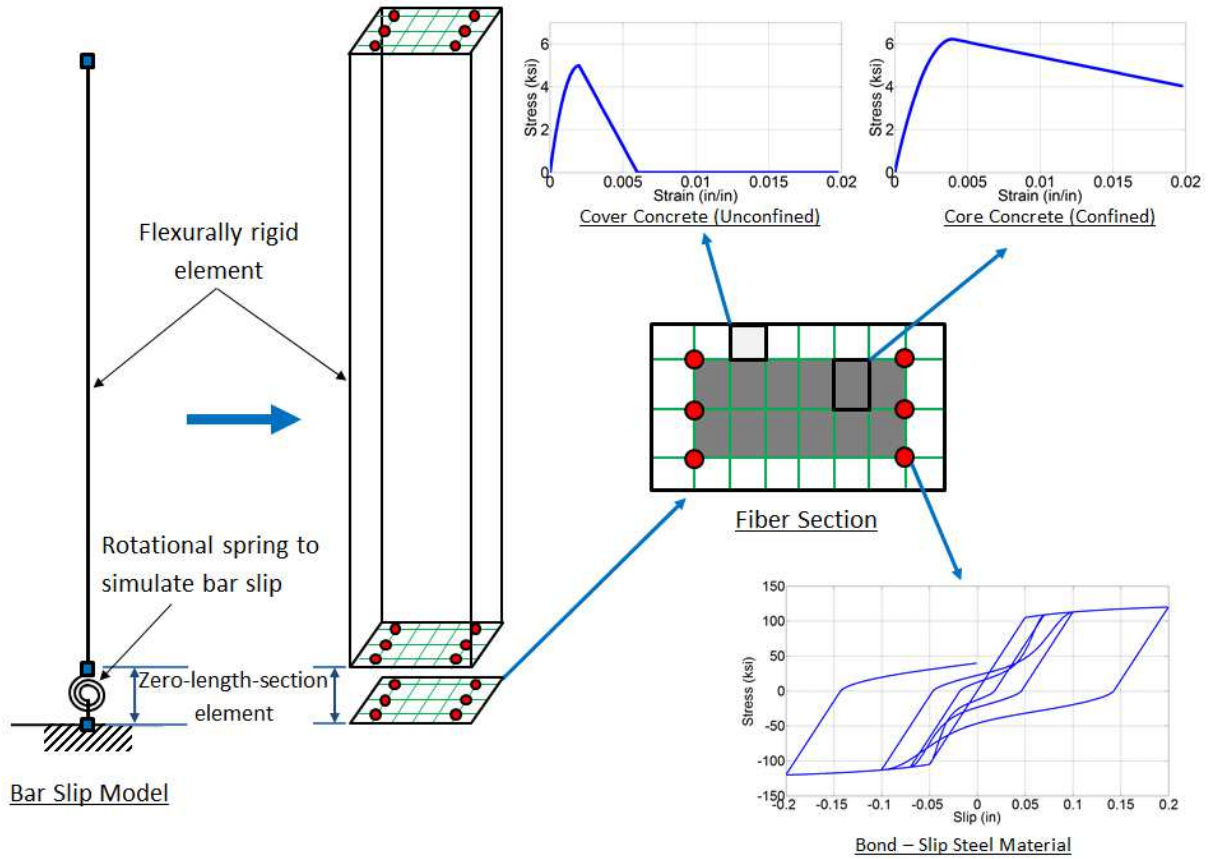 Flexurally rigid
element
Rotational spring to
simulate bar slip
Zero-length-section
element
Bar Slip Model
Stress (ksi)
6
4
2
0
0 0.005 0.01 0.015 0.02
Strain (in/in)
Cover Concrete (Unconfined)
Stress (ksi)
6
4
2
0
0 0.005 0.01 0.015 0.02
Strain (in/in)
Core Concrete (Confined)
Fiber Section
Stress (ksi)
150
100
50
0
-50
-100
-150
-0.2 -0.15 -0.1 -0.05 0 0.05 0.1 0.15 0.2
Slip (in)
Bond – Slip Steel Material